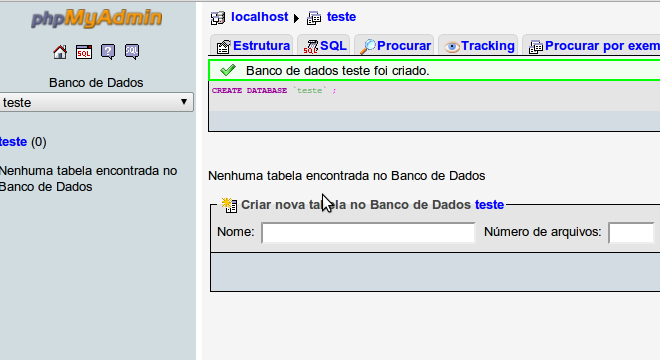 phpMyAdmin
SQL
SQL
Banco de Dados
teste
teste (0)
Nenhuma tabela encontrada no
Banco de Dados
localhost teste
Estrutura SQL Procurar Tracking Procurar por exem
Banco de dados teste foi criado.
CREATE DATABASE `teste` ;
Nenhuma tabela encontrada no Banco de Dados
Criar nova tabela no Banco de Dados teste
Nome: Número de arquivos: